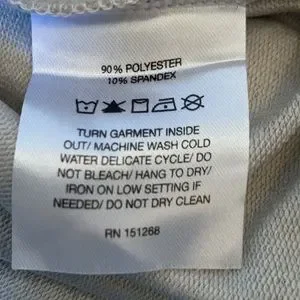 90% POLYESTER
10% SPANDEX
TURN GARMENT INSIDE
OUT/ MACHINE WASH COLD
WATER DELICATE CYCLE/ DO
NOT BLEACH/ HANG TO DRY/
IRON ON LOW SETTING IF
NEEDED/ DO NOT DRY CLEAN
RN 151268